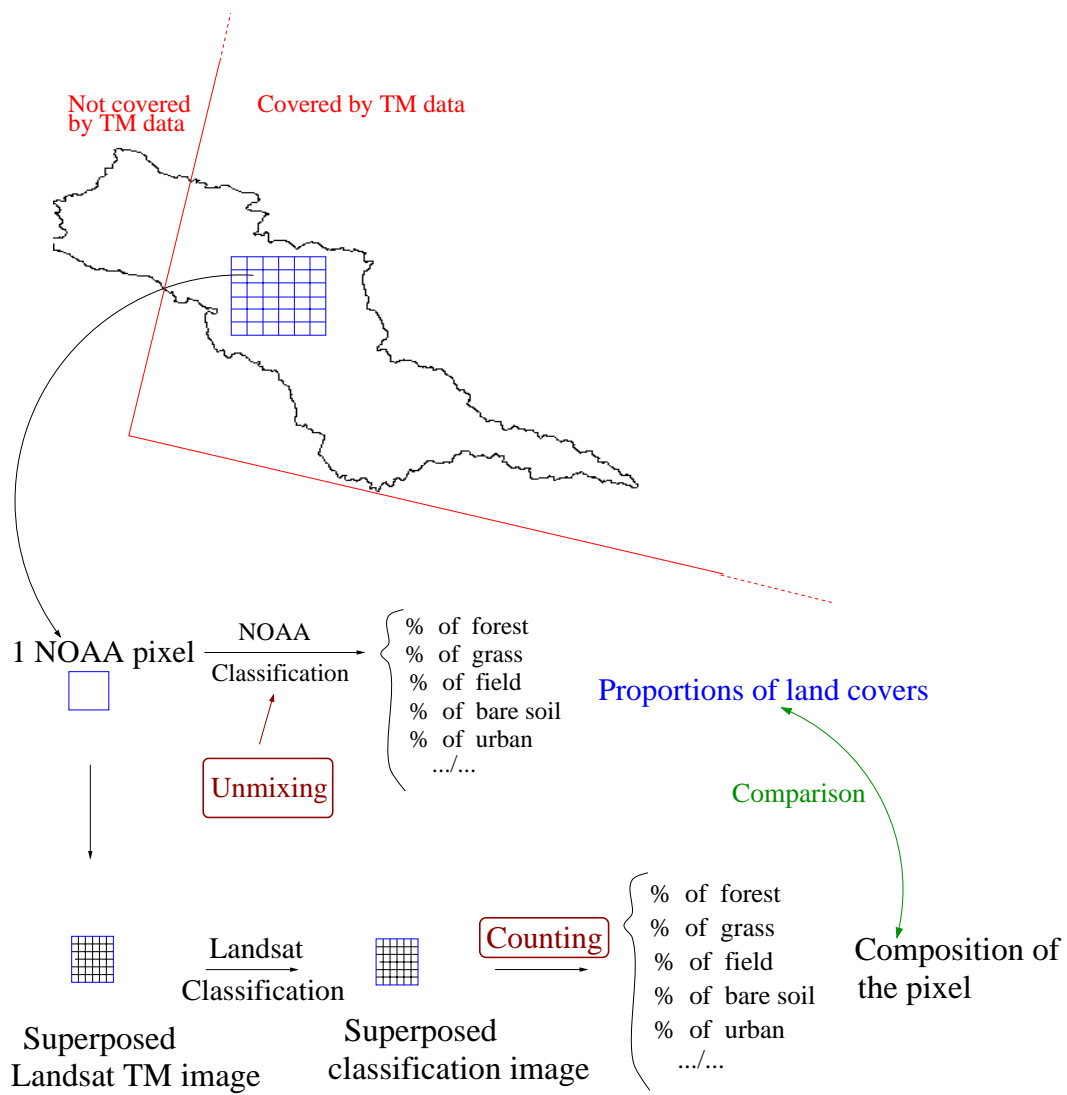 Not covered
by TM data
Covered by TM data
1 NOAA pixel
NOAA
Classification
% of forest
% of grass
% of field
% of bare soil
% of urban
.../...
Unmixing
Proportions of land covers
Comparison
Superposed
Landsat TM image
Landsat
Classification
Superposed
classification image
Counting
% of forest
% of grass
% of field
% of bare soil
% of urban
.../...
Composition of
the pixel